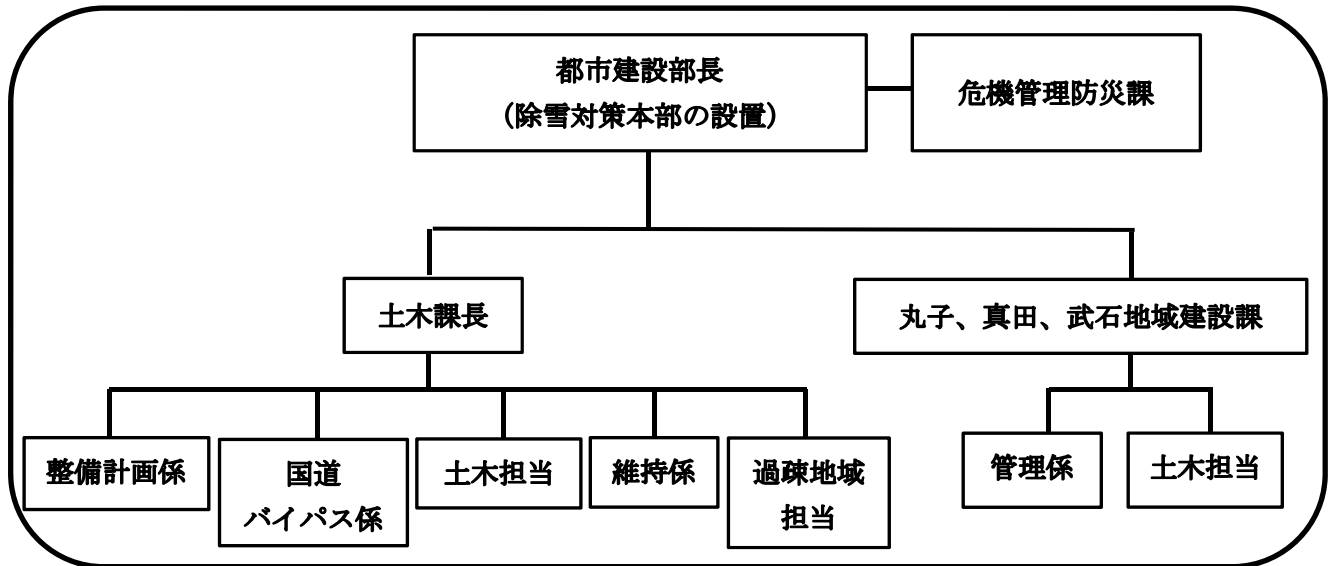 都市建設部長
(除雪対策本部の設置)
危機管理防災課
土木課長
丸子、真田、武石地域建設課
整備計画係
国道
バイパス係
土木担当
維持係
過疎地域
担当
管理係
土木担当